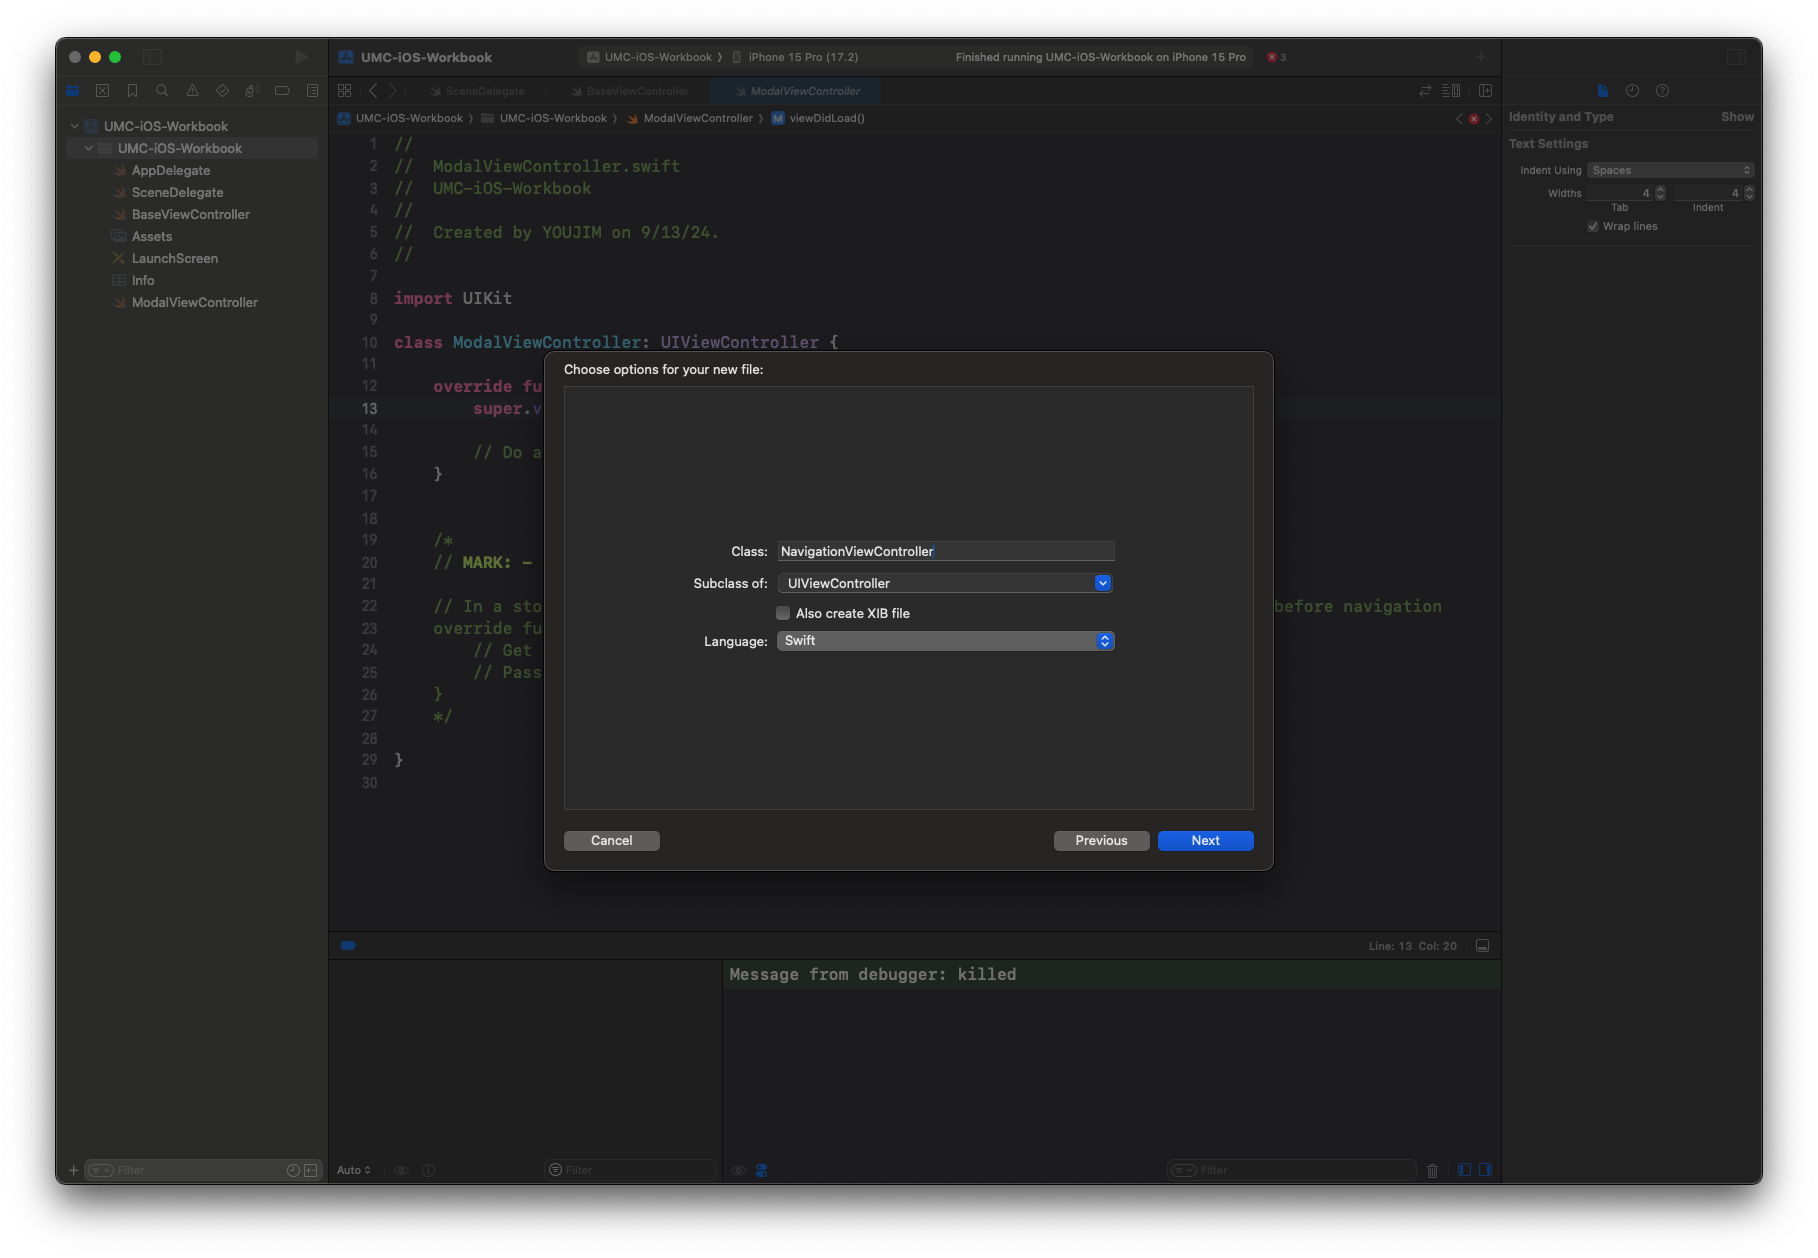 UMC-iOS-Workbook
UMC-iOS-Workbook 〉 iPhone 15 Pro (17.2)
Finished running UMC-iOS-Workbook on iPhone 15 Pro
3
SceneDelegate
BaseViewController
ModalViewController
UMC-iOS-Workbook 〉 UMC-iOS-Workbook 〉 ModalViewController 〉 M viewDidLoad()
UMC-iOS-Workbook
UMC-iOS-Workbook
AppDelegate
SceneDelegate
BaseViewController
Assets
LaunchScreen
Info
ModalViewController
1 //
2 //  ModalViewController.swift
3 //  UMC-iOS-Workbook
4 //
5 //  Created by YOUJIM on 9/13/24.
6 //
7
8 import UIKit
9
10 class ModalViewController: UIViewController {
11
12     override fu
13         super.v
14
15         // Do a
16     }
17
18
19     /*
20     // MARK: -
21
22     // In a sto before navigation
23     override fu
24         // Get
25         // Pass
26     }
27     */
28
29 }
30
Choose options for your new file:
Class: NavigationViewController
Subclass of: UIViewController
Also create XIB file
Language: Swift
Cancel
Previous
Next
Identity and Type
Show
Text Settings
Indent Using Spaces
Widths 4 4
Tab Indent
Wrap lines
Line: 13 Col: 20
Message from debugger: killed
Filter
Auto
Filter
Filter